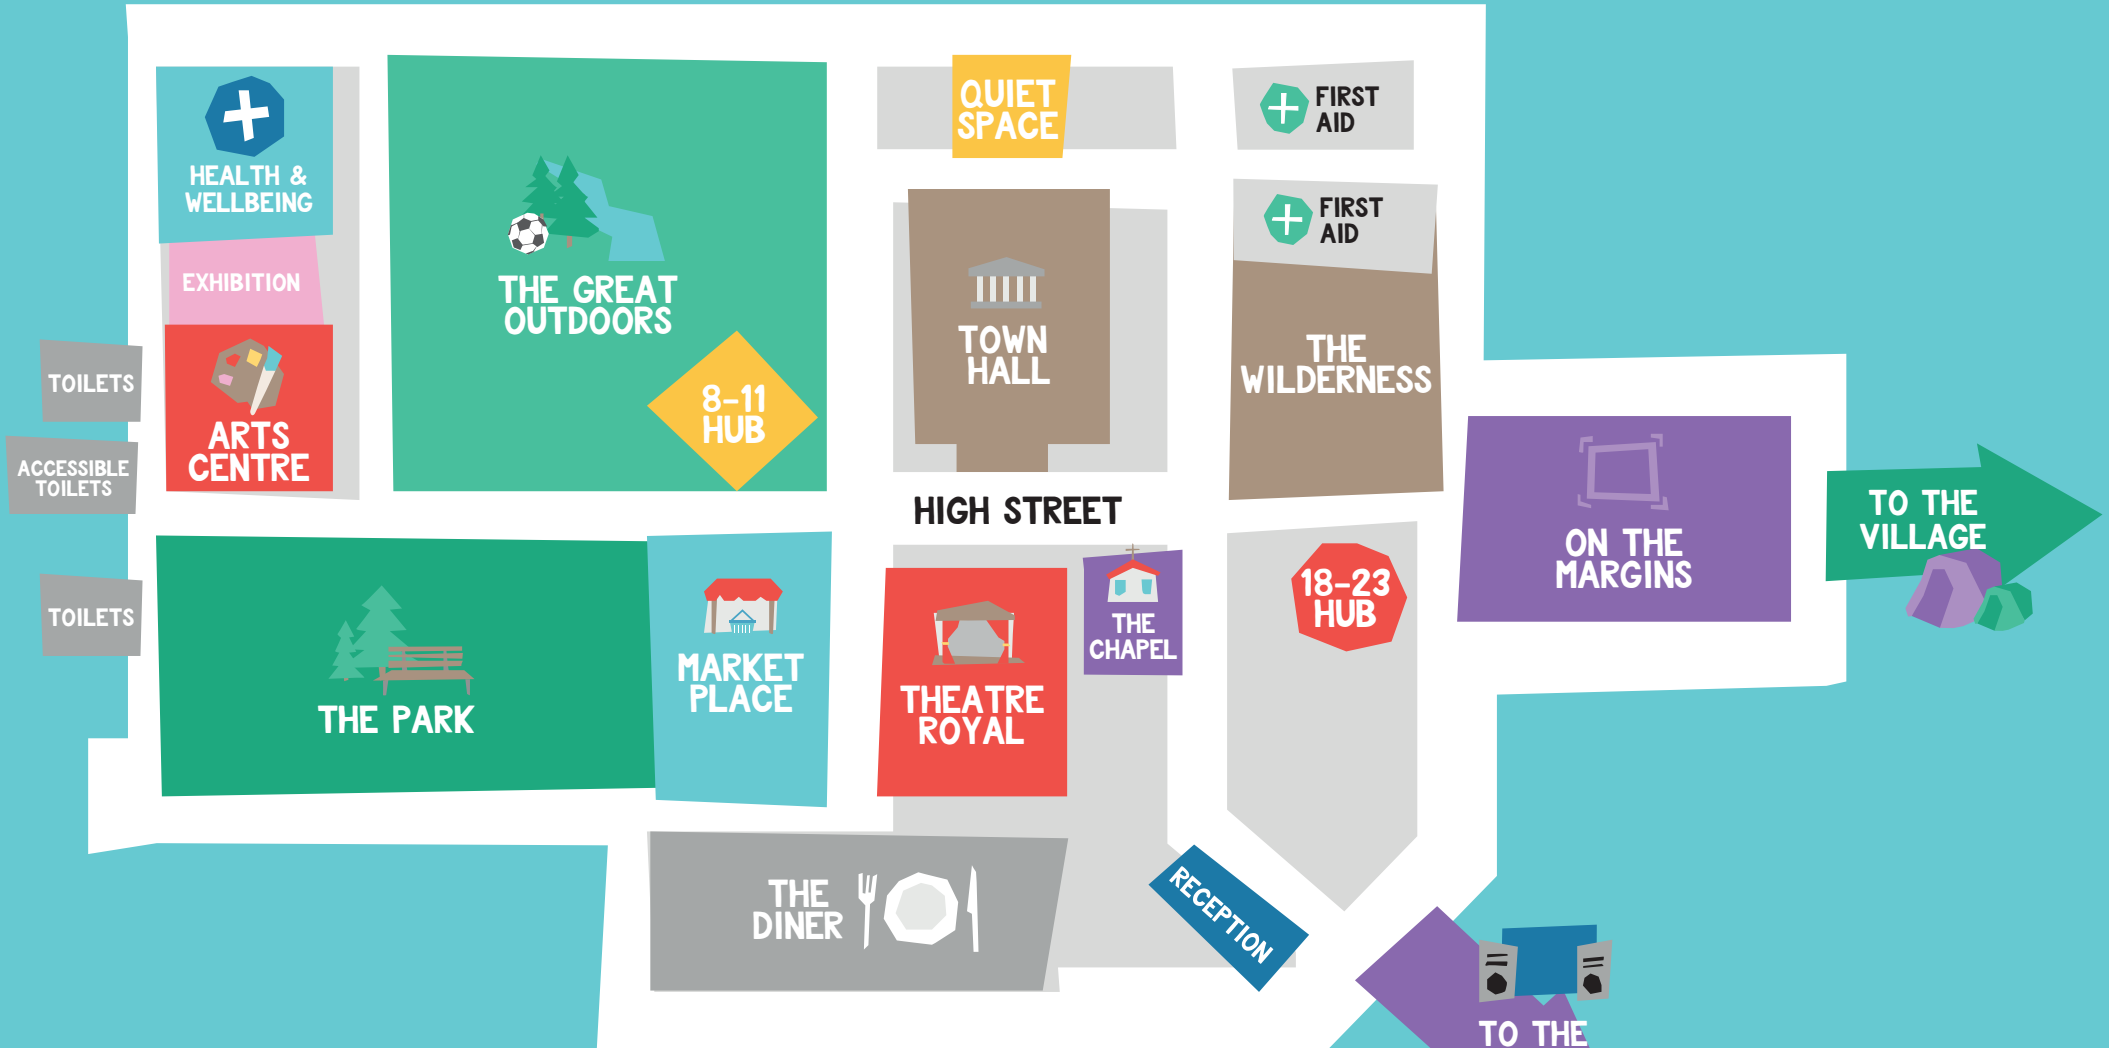 HEALTH &
WELLBEING
EXHIBITION
TOILETS
ARTS
CENTRE
ACCESSIBLE
TOILETS
TOILETS
THE GREAT
OUTDOORS
8-11
HUB
QUIET
SPACE
FIRST
AID
FIRST
AID
TOWN
HALL
THE
WILDERNESS
HIGH STREET
ON THE
MARGINS
TO THE
VILLAGE
THE PARK
MARKET
PLACE
THEATRE
ROYAL
THE
CHAPEL
18-23
HUB
THE
DINER
RECEPTION
TO THE